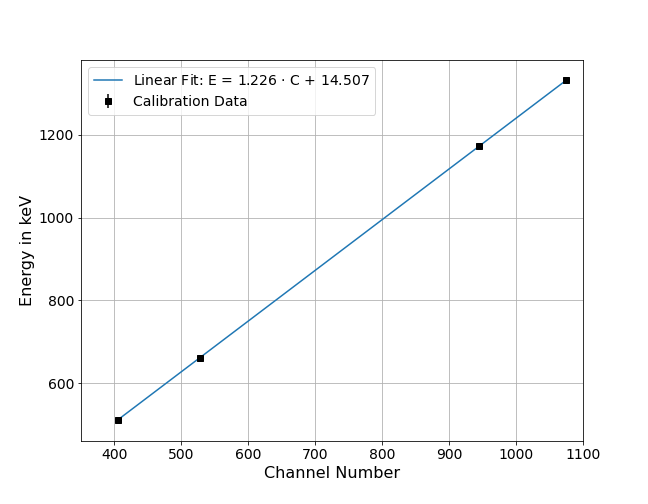 Linear Fit: E = 1.226 · C + 14.507
Calibration Data
1200
1000
800
600
Energy in keV
400 500 600 700 800 900 1000 1100
Channel Number